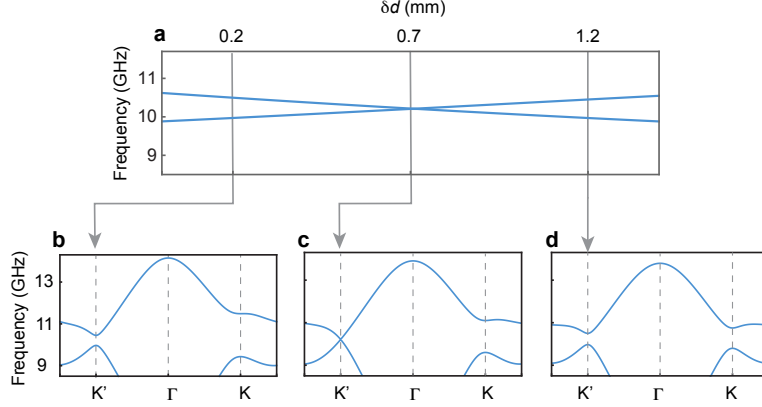 δd (mm)
a 0.2 0.7 1.2
Frequency (GHz)
11
10
9
b c d
Frequency (GHz)
13
11
9
K' Γ K K' Γ K K' Γ K